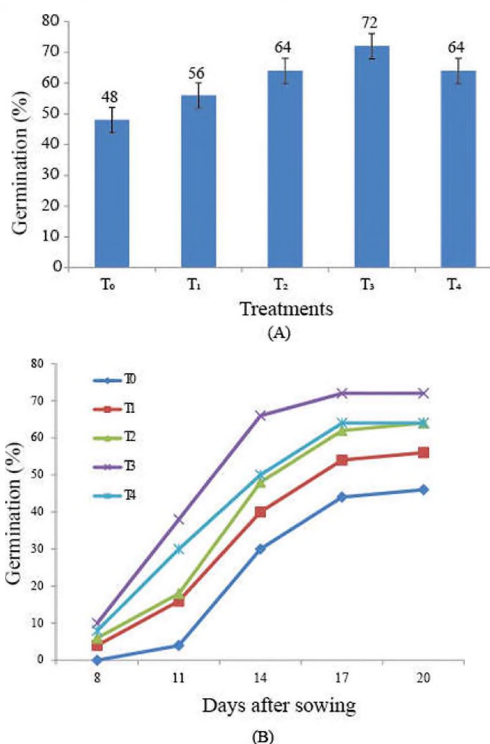 80
70
60
50
40
30
20
10
0
Germination (%)
48
56
64
72
64
T₀
T₁
T₂
T₃
T₄
Treatments
(A)
80
70
60
50
40
30
20
10
0
Germination (%)
T0
T1
T2
T3
T4
8
11
14
17
20
Days after sowing
(B)